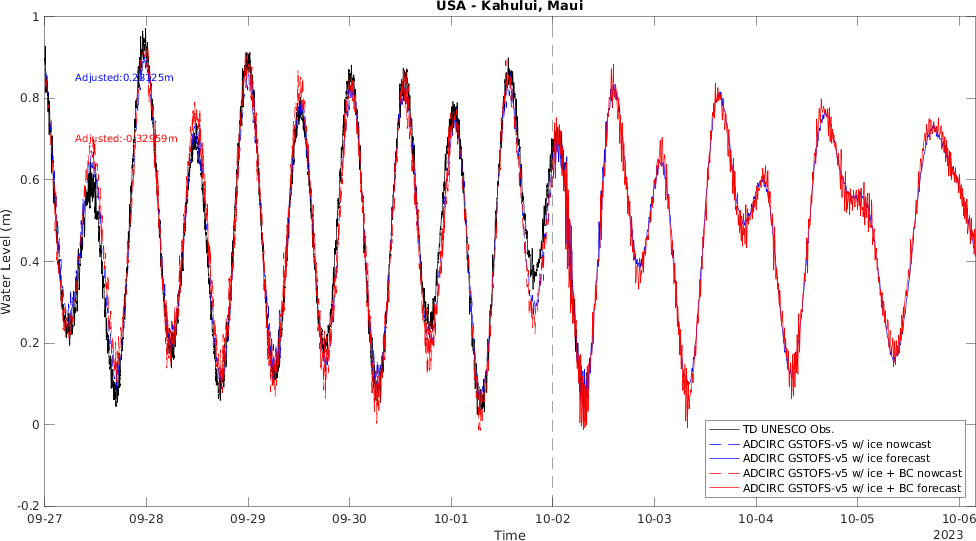 USA - Kahului, Maui
Water Level (m)
1
0.8
0.6
0.4
0.2
0
-0.2
Adjusted:0.28125m
Adjusted:-0.32959m
TD UNESCO Obs.
ADCIRC GSTOFS-v5 w/ ice nowcast
ADCIRC GSTOFS-v5 w/ ice forecast
ADCIRC GSTOFS-v5 w/ ice + BC nowcast
ADCIRC GSTOFS-v5 w/ ice + BC forecast
09-27 09-28 09-29 09-30 10-01 10-02 10-03 10-04 10-05 10-06
Time
2023